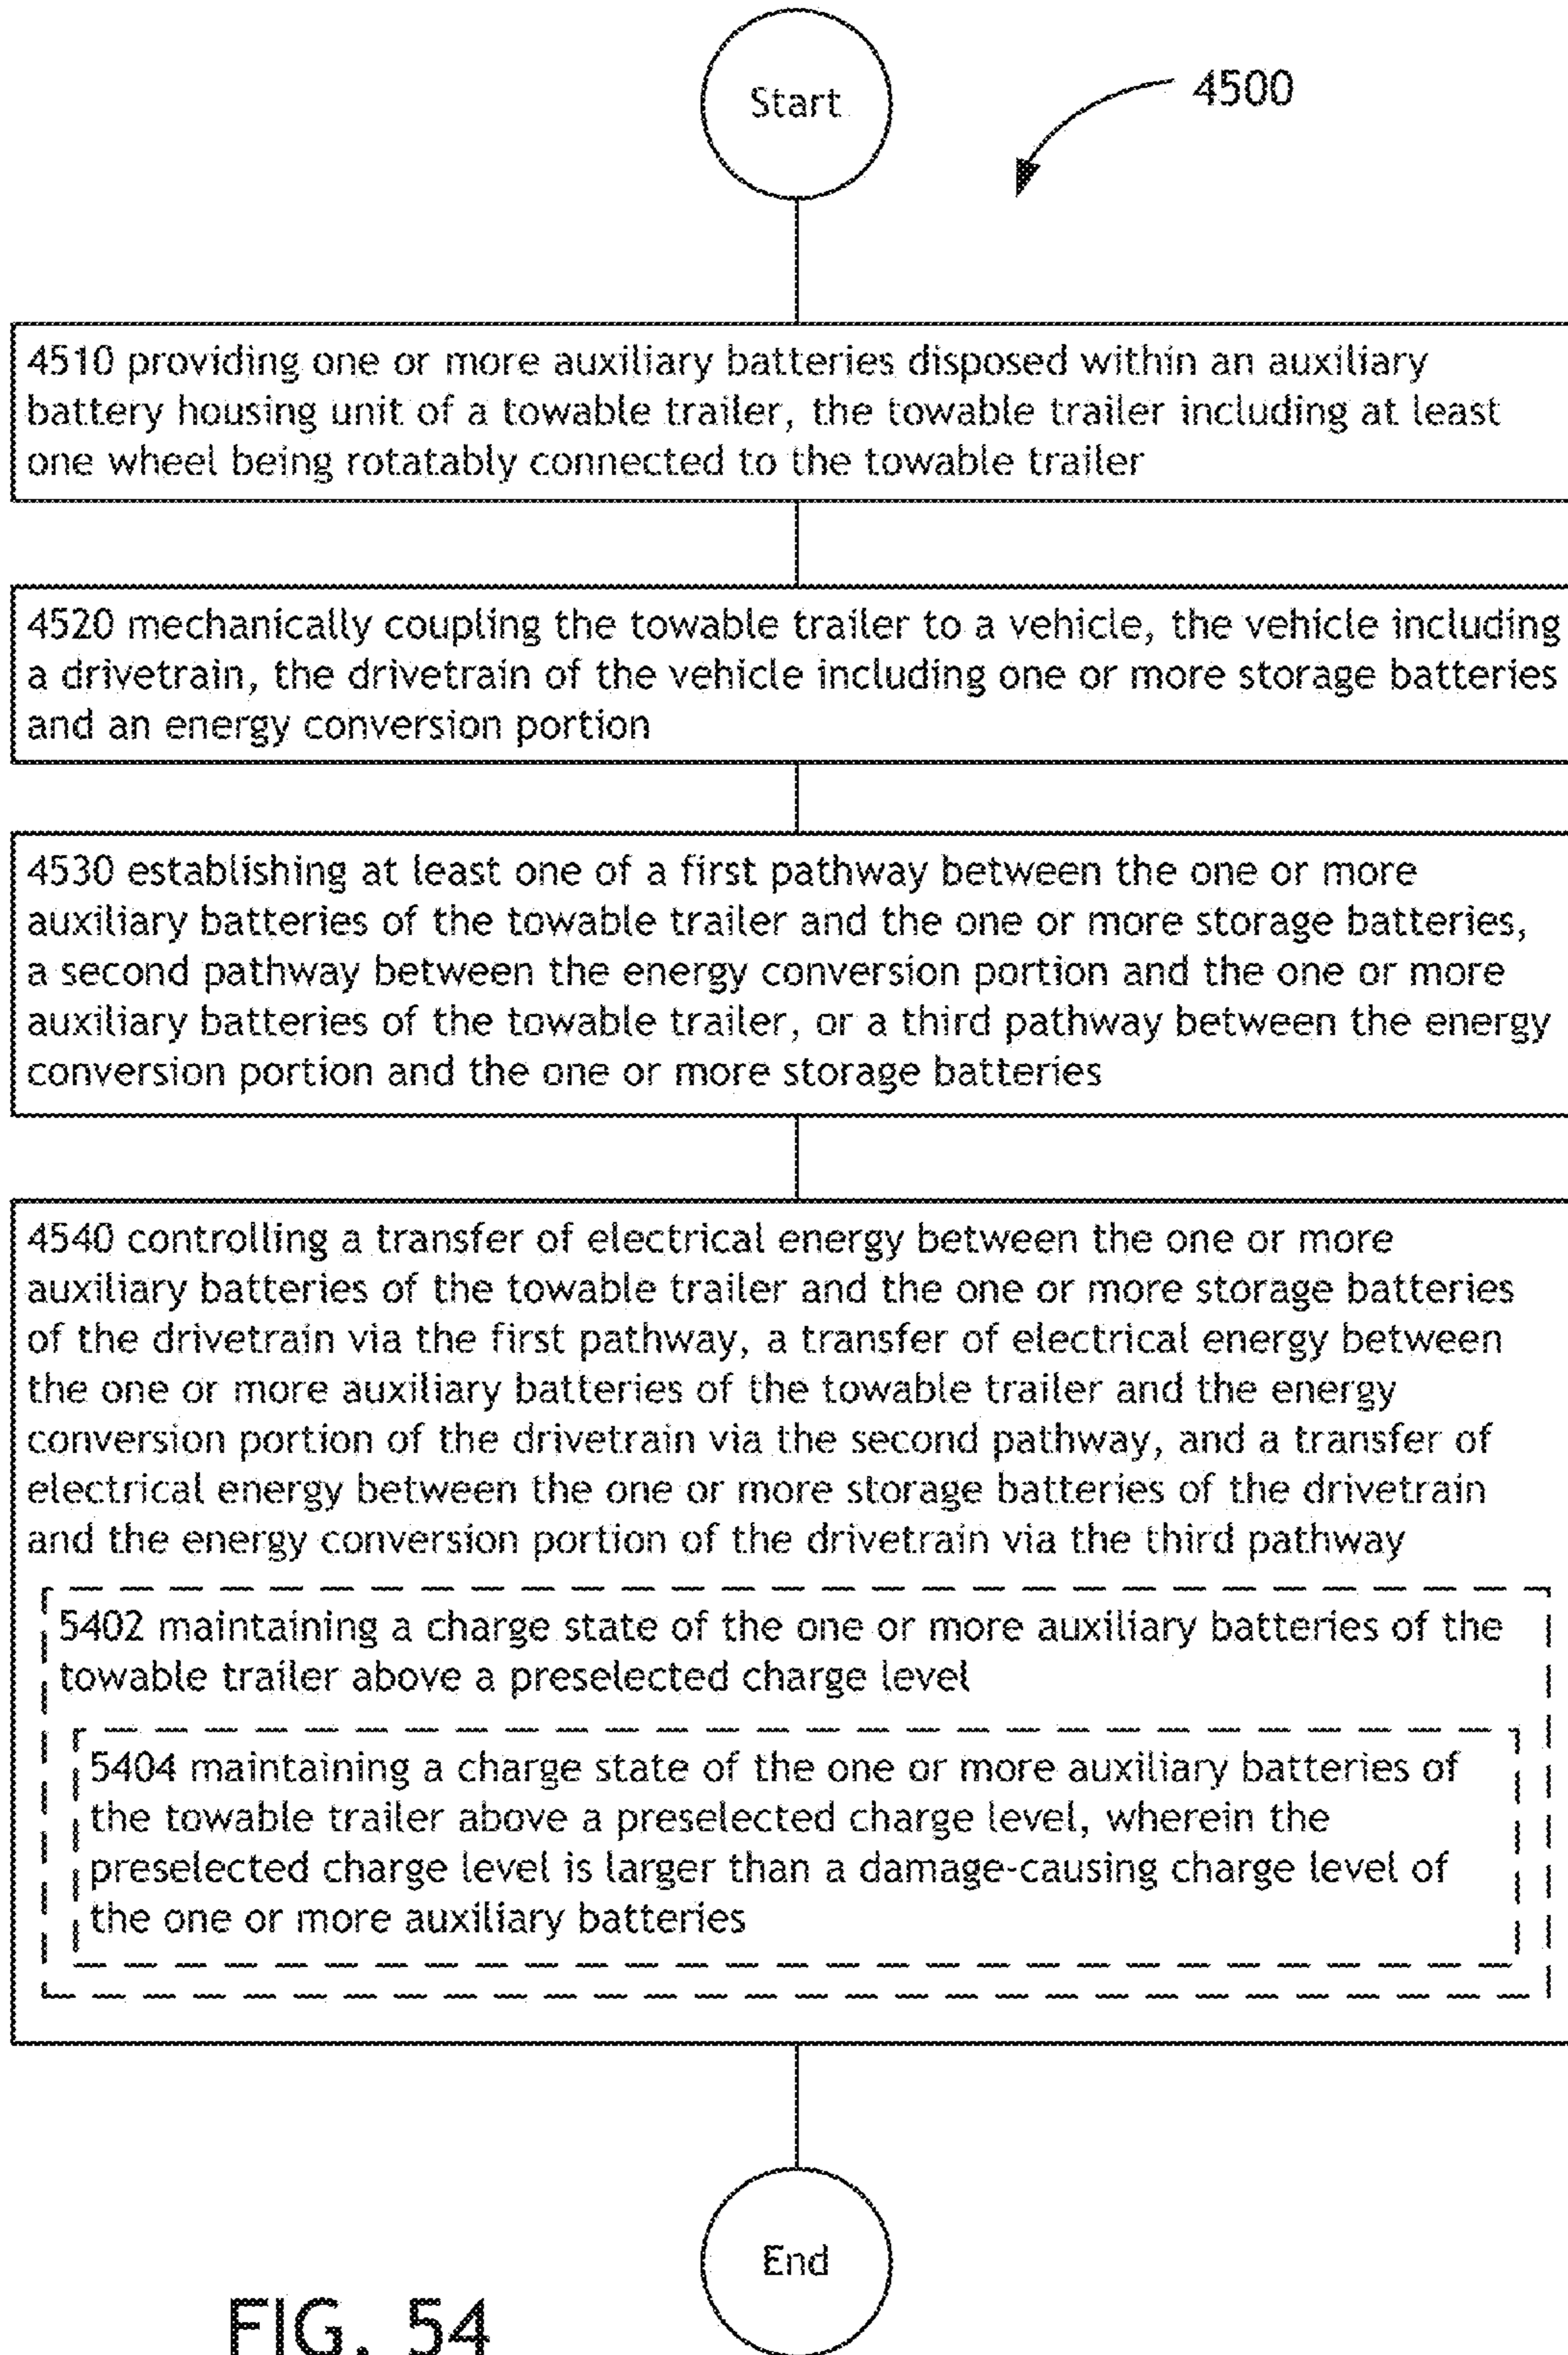 Start
4500
4510 providing one or more auxiliary batteries disposed within an auxiliary
battery housing unit of a towable trailer, the towable trailer including at least
one wheel being rotatably connected to the towable trailer
4520 mechanically coupling the towable trailer to a vehicle, the vehicle including
a drivetrain, the drivetrain of the vehicle including one or more storage batteries
and an energy conversion portion
4530 establishing at least one of a first pathway between the one or more
auxiliary batteries of the towable trailer and the one or more storage batteries,
a second pathway between the energy conversion portion and the one or more
auxiliary batteries of the towable trailer, or a third pathway between the energy
conversion portion and the one or more storage batteries
4540 controlling a transfer of electrical energy between the one or more
auxiliary batteries of the towable trailer and the one or more storage batteries
of the drivetrain via the first pathway, a transfer of electrical energy between
the one or more auxiliary batteries of the towable trailer and the energy
conversion portion of the drivetrain via the second pathway, and a transfer of
electrical energy between the one or more storage batteries of the drivetrain
and the energy conversion portion of the drivetrain via the third pathway
5402 maintaining a charge state of the one or more auxiliary batteries of the
towable trailer above a preselected charge level
5404 maintaining a charge state of the one or more auxiliary batteries of
the towable trailer above a preselected charge level, wherein the
preselected charge level is larger than a damage-causing charge level of
the one or more auxiliary batteries
End
FIG. 54